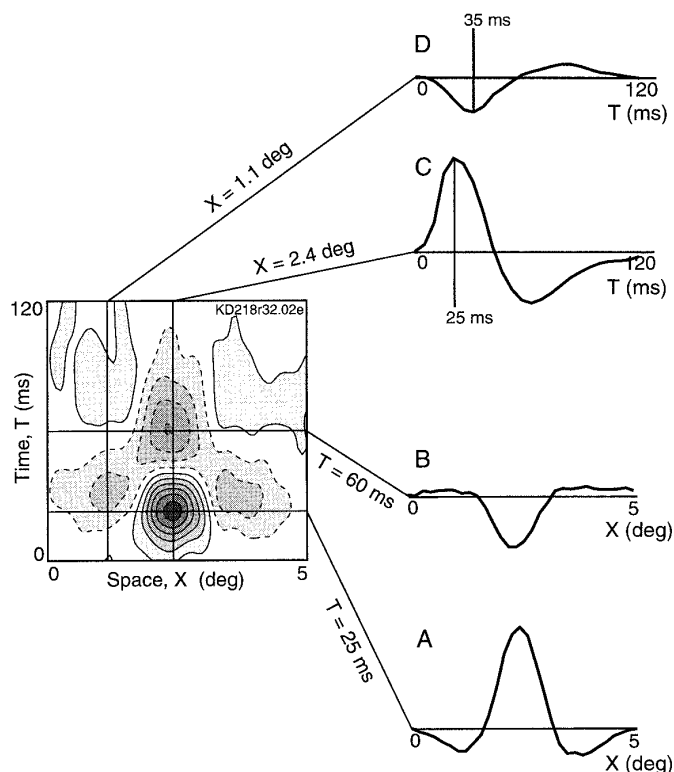 35 ms
D
0 120
T (ms)
X = 1.1 deg
C
X = 2.4 deg
0 120
T (ms)
25 ms
120
KD218r32.02e
Time, T (ms)
0
0 5
Space, X (deg)
B
T = 60 ms
0 5
X (deg)
T = 25 ms
A
0 5
X (deg)